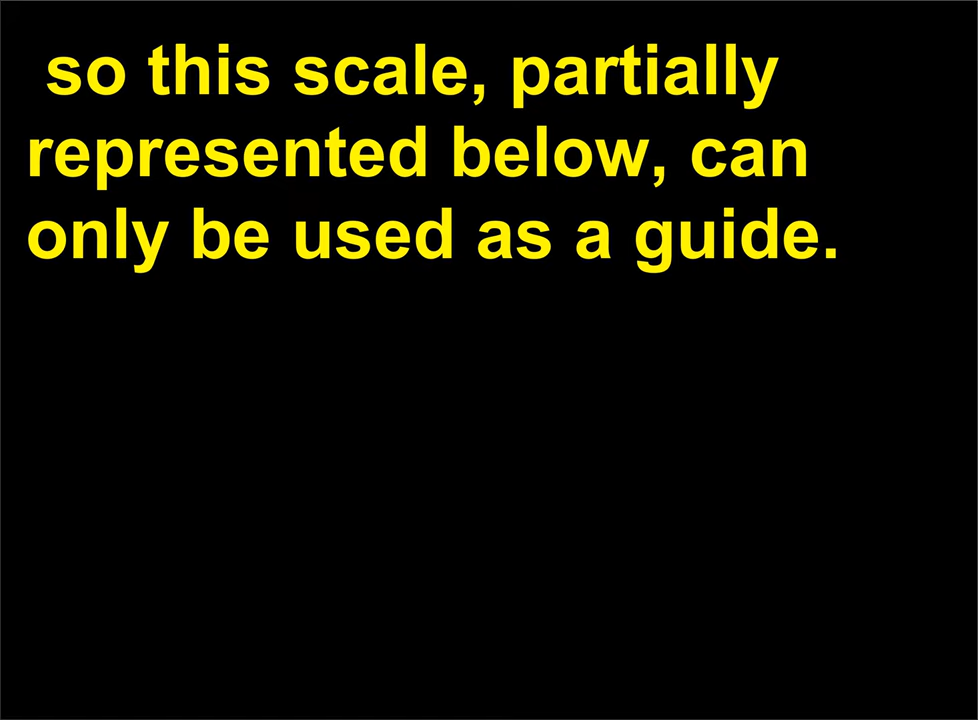 so this scale, partially
represented below, can
only be used as a guide.